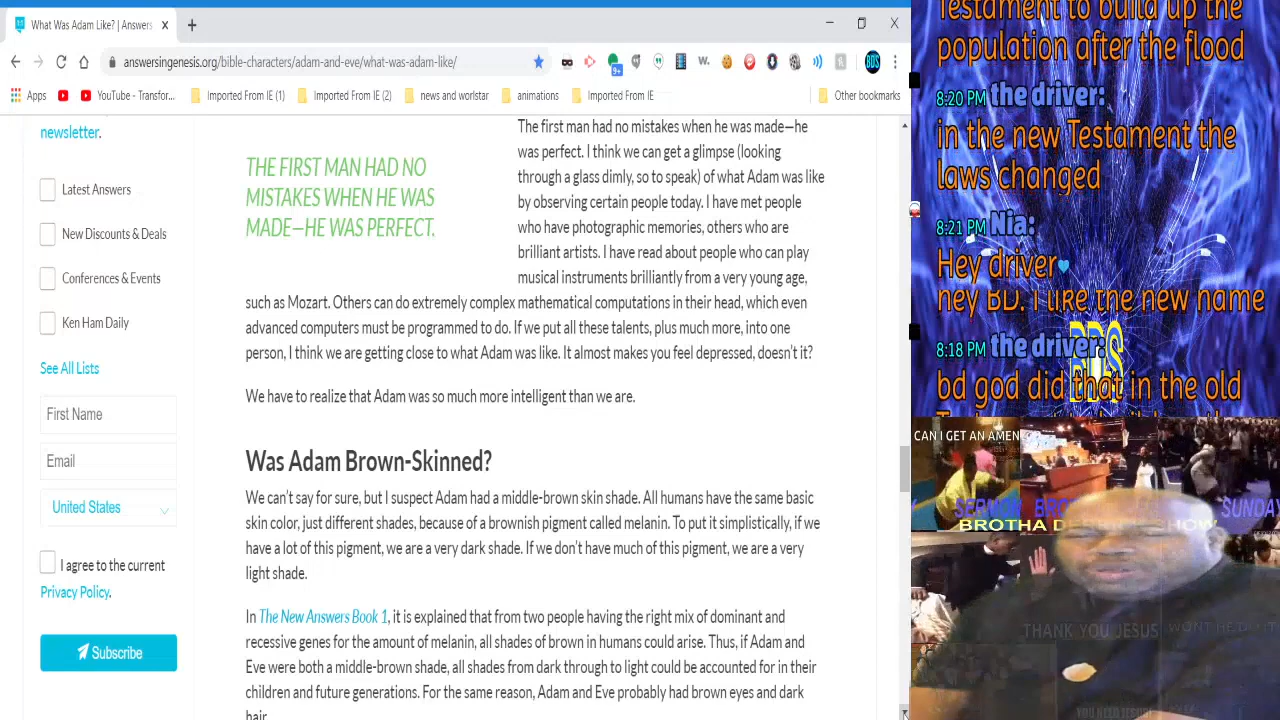 What Was Adam Like? | Answers
answersingenesis.org/bible-characters/adam-and-eve/what-was-adam-like/
9+
W.
BDS
Apps
YouTube - Transfor...
Imported From IE (1)
Imported From IE (2)
news and worlstar
animations
Imported From IE
Other bookmarks
newsletter.
Latest Answers
New Discounts & Deals
Conferences & Events
Ken Ham Daily
See All Lists
First Name
Email
United States
I agree to the current
Privacy Policy.
Subscribe
THE FIRST MAN HAD NO
MISTAKES WHEN HE WAS
MADE—HE WAS PERFECT.
The first man had no mistakes when he was made—he
was perfect. I think we can get a glimpse (looking
through a glass dimly, so to speak) of what Adam was like
by observing certain people today. I have met people
who have photographic memories, others who are
brilliant artists. I have read about people who can play
musical instruments brilliantly from a very young age,
such as Mozart. Others can do extremely complex mathematical computations in their head, which even
advanced computers must be programmed to do. If we put all these talents, plus much more, into one
person, I think we are getting close to what Adam was like. It almost makes you feel depressed, doesn't it?
We have to realize that Adam was so much more intelligent than we are.
Was Adam Brown-Skinned?
We can't say for sure, but I suspect Adam had a middle-brown skin shade. All humans have the same basic
skin color, just different shades, because of a brownish pigment called melanin. To put it simplistically, if we
have a lot of this pigment, we are a very dark shade. If we don't have much of this pigment, we are a very
light shade.
In The New Answers Book 1, it is explained that from two people having the right mix of dominant and
recessive genes for the amount of melanin, all shades of brown in humans could arise. Thus, if Adam and
Eve were both a middle-brown shade, all shades from dark through to light could be accounted for in their
children and future generations. For the same reason, Adam and Eve probably had brown eyes and dark
hair.
Testament to build up the
population after the flood
8:20 PM the driver:
in the new Testament the
laws changed
8:21 PM Nia:
Hey driver
hey BD. I like the new name
8:18 PM the driver:
BDS
bd god did that in the old
CAN I GET AN AMEN
SERMON BRO SUNDAY
BROTHA DE SHOW
THANK YOU JESUS
WONT HE DO IT